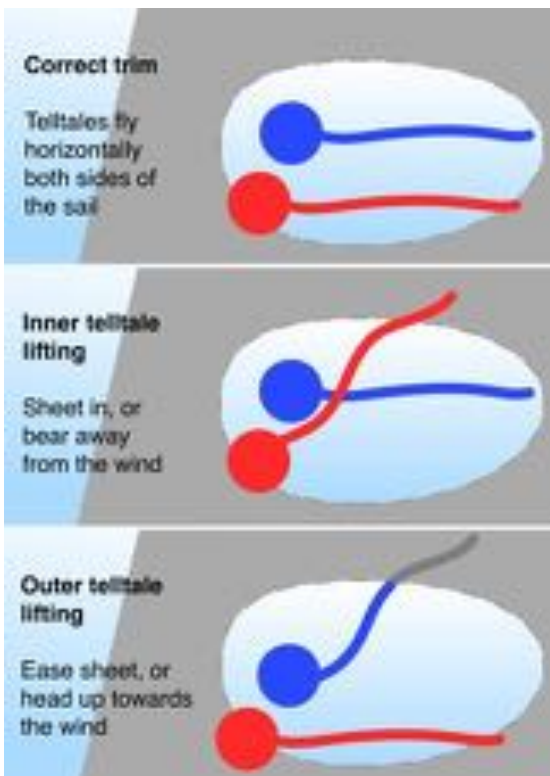 Correct trim
Telltales fly
horizontally
both sides of
the sail
Inner telltale
lifting
Sheet in, or
bear away
from the wind
Outer telltale
lifting
Ease sheet, or
head up towards
the wind